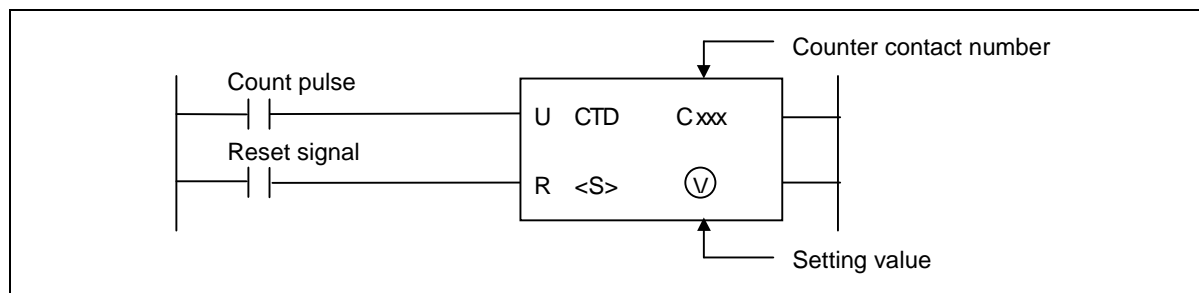 Counter contact number
Count pulse
U CTD C xxx
Reset signal
R <S> V
Setting value